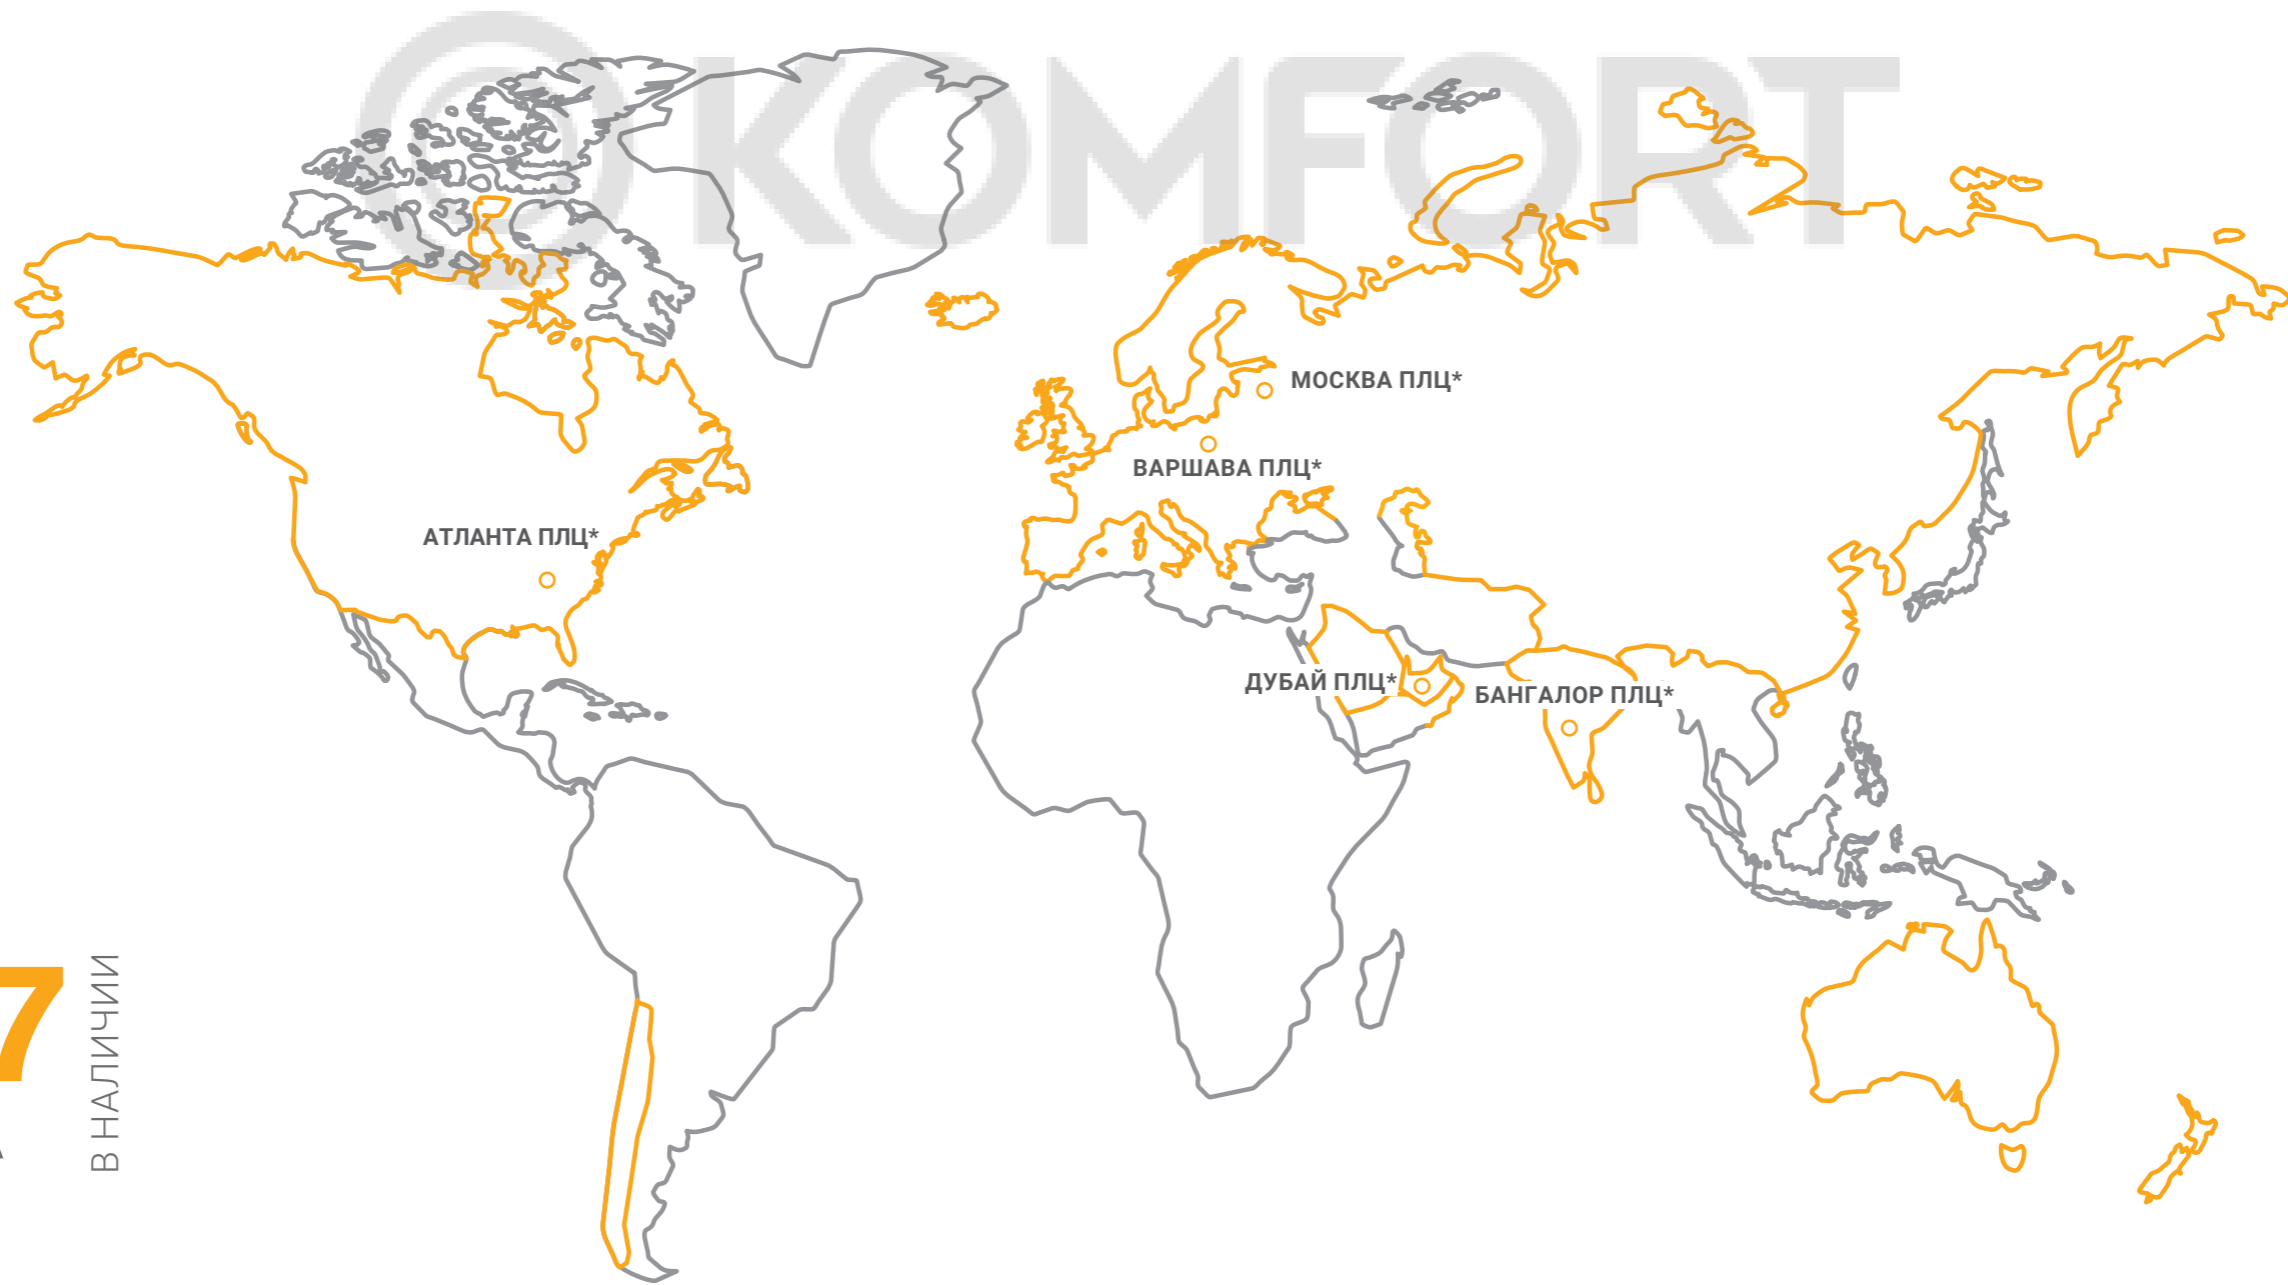 KOMFORT
МОСКВА ПЛЦ*
ВАРШАВА ПЛЦ*
АТЛАНТА ПЛЦ*
ДУБАЙ ПЛЦ*
БАНГАЛОР ПЛЦ*
7
В НАЛИЧИИ